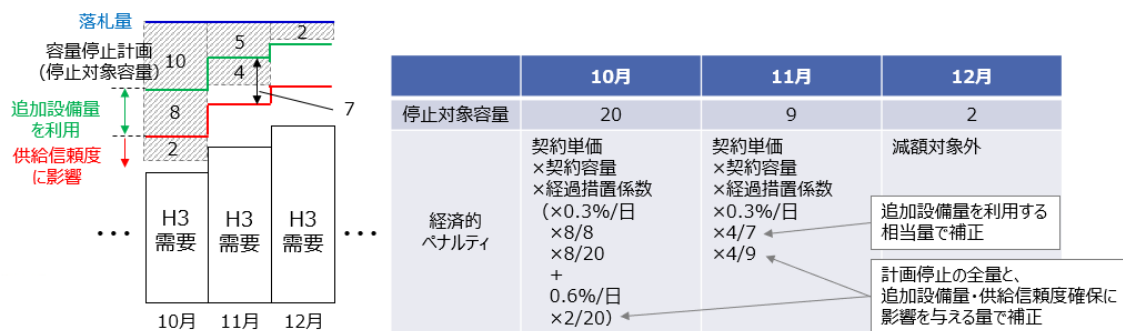 落札量
容量停止計画
(停止対象容量)
追加設備量
を利用
供給信頼度
に影響
10
8
2
5
4
2
7
H3
需要
H3
需要
H3
需要
10月
11月
12月
10月 11月 12月
停止対象容量 20 9 2
経済的
ペナルティ
契約単価
×契約容量
×経過措置係数
(×0.3%/日
×8/8
×8/20
+
0.6%/日
×2/20)
契約単価
×契約容量
×経過措置係数
×0.3%/日
×4/7
×4/9
減額対象外
追加設備量を利用する
相当量で補正
計画停止の全量と、
追加設備量・供給信頼度確保に
影響を与える量で補正